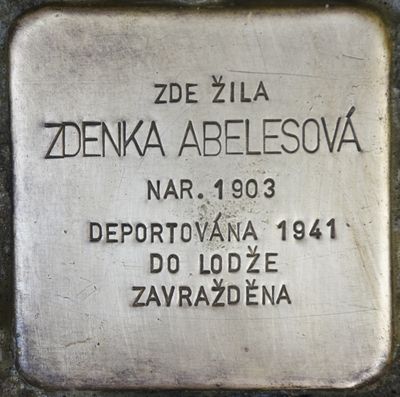 ZDE ŽILA
ZDENKA ABELESOVÁ
NAR. 1903
DEPORTOVÁNA 1941
DO LODŽE
ZAVRAŽDĚNA